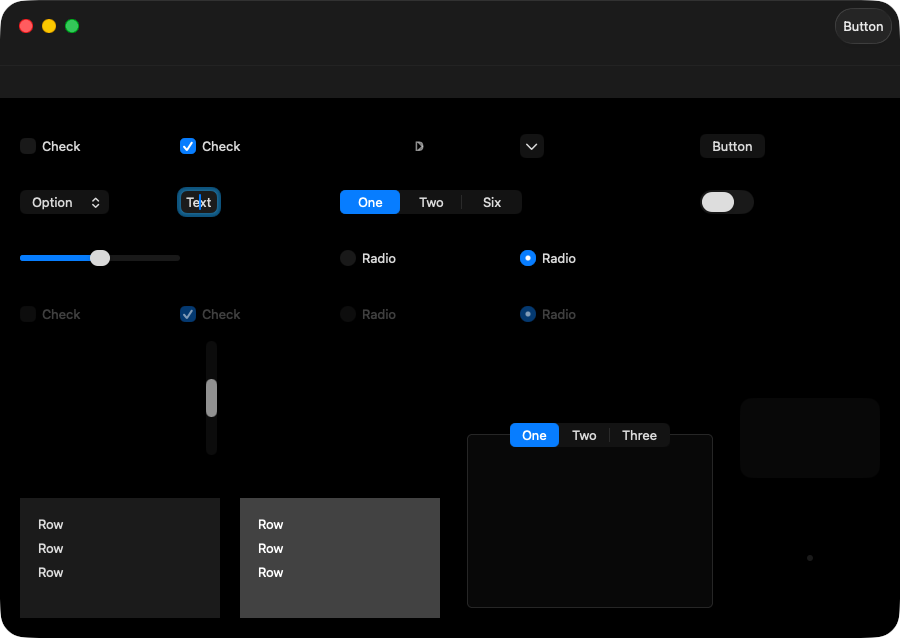 Button
Check
Check
Button
Option
Text
One
Two
Six
Radio
Radio
Check
Check
Radio
Radio
One
Two
Three
Row
Row
Row
Row
Row
Row